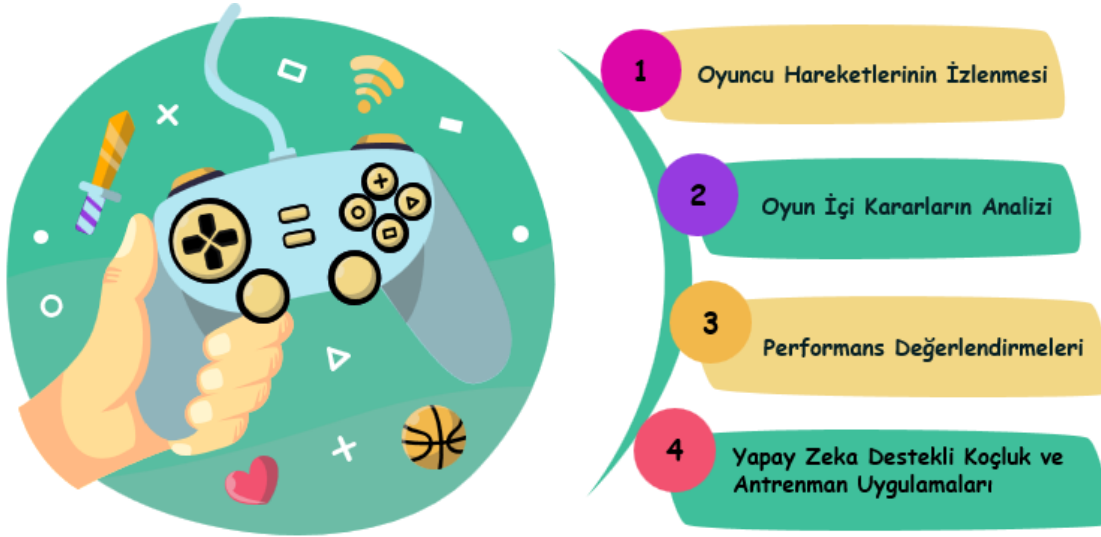 1
Oyuncu Hareketlerinin İzlenmesi
2
Oyun İçi Kararların Analizi
3
Performans Değerlendirmeleri
4
Yapay Zeka Destekli Koçluk ve
Antrenman Uygulamaları